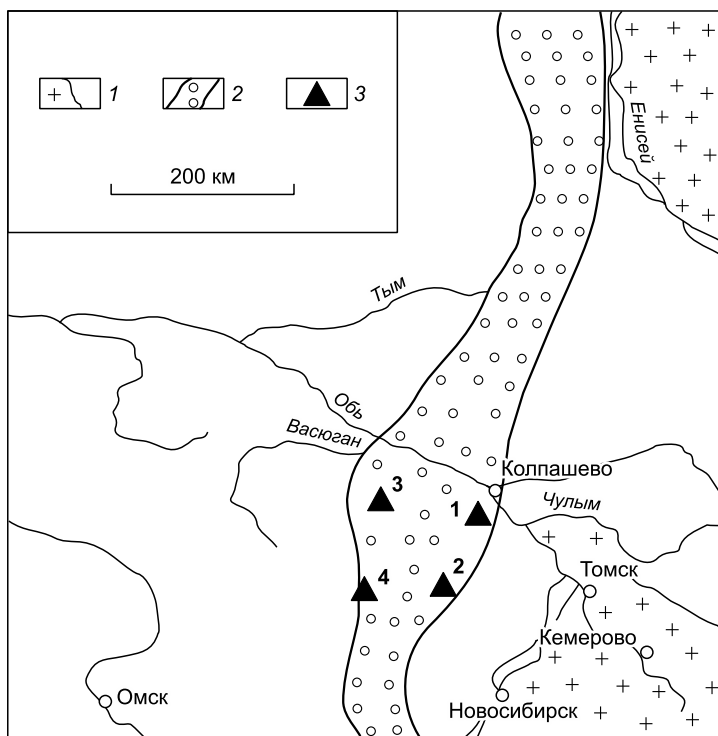 1
2
3
200 км
Енисей
Тым
Обь
Васюган
Колпашево
3
1
Чулым
4
2
Томск
Кемерово
Омск
Новосибирск